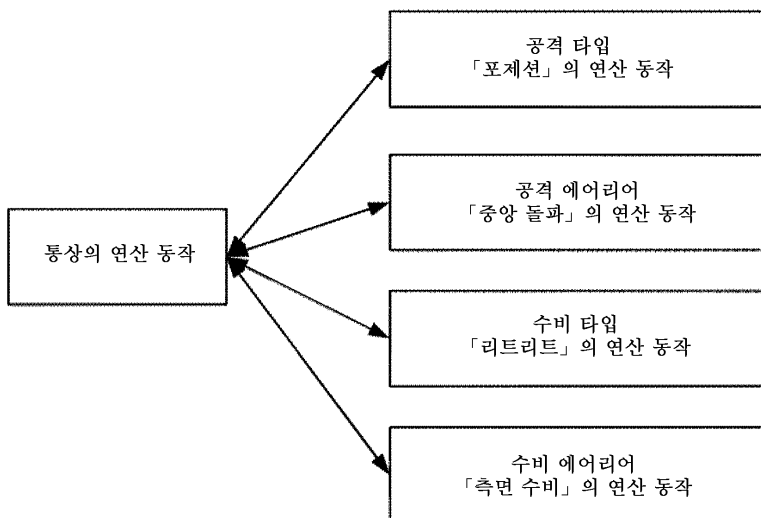 공격 타입
「포제션」의 연산 동작
공격 에어리어
「중앙 돌파」의 연산 동작
통상의 연산 동작
수비 타입
「리트리트」의 연산 동작
수비 에어리어
「측면 수비」의 연산 동작